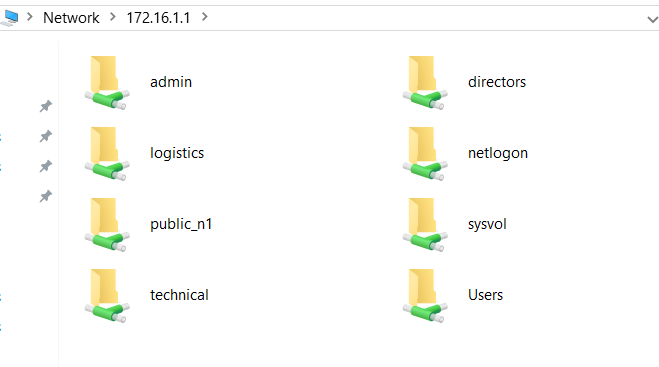 Network 172.16.1.1
admin directors
logistics netlogon
public_n1 sysvol
technical Users